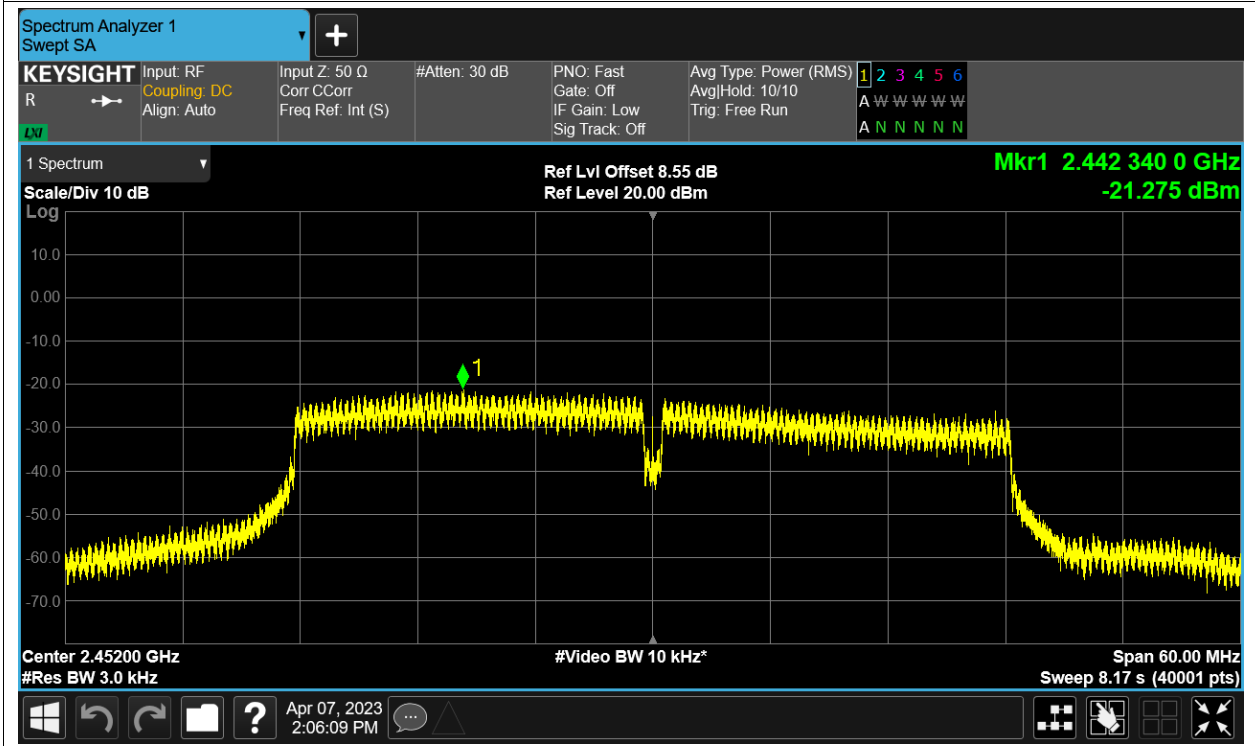 Spectrum Analyzer 1
Swept SA
+
KEYSIGHT
R
LXI
Input: RF
Coupling: DC
Align: Auto
Input Z: 50 Ω
Corr CCorr
Freq Ref: Int (S)
#Atten: 30 dB
PNO: Fast
Gate: Off
IF Gain: Low
Sig Track: Off
Avg Type: Power (RMS)
Avg|Hold: 10/10
Trig: Free Run
1 2 3 4 5 6
A W W W W W
A N N N N N
1 Spectrum
Scale/Div 10 dB
Ref Lvl Offset 8.55 dB
Ref Level 20.00 dBm
Mkr1 2.442 340 0 GHz
-21.275 dBm
Log
10.0
0.00
-10.0
-20.0
-30.0
-40.0
-50.0
-60.0
-70.0
1
Center 2.45200 GHz
#Res BW 3.0 kHz
#Video BW 10 kHz*
Span 60.00 MHz
Sweep 8.17 s (40001 pts)
?
Apr 07, 2023
2:06:09 PM